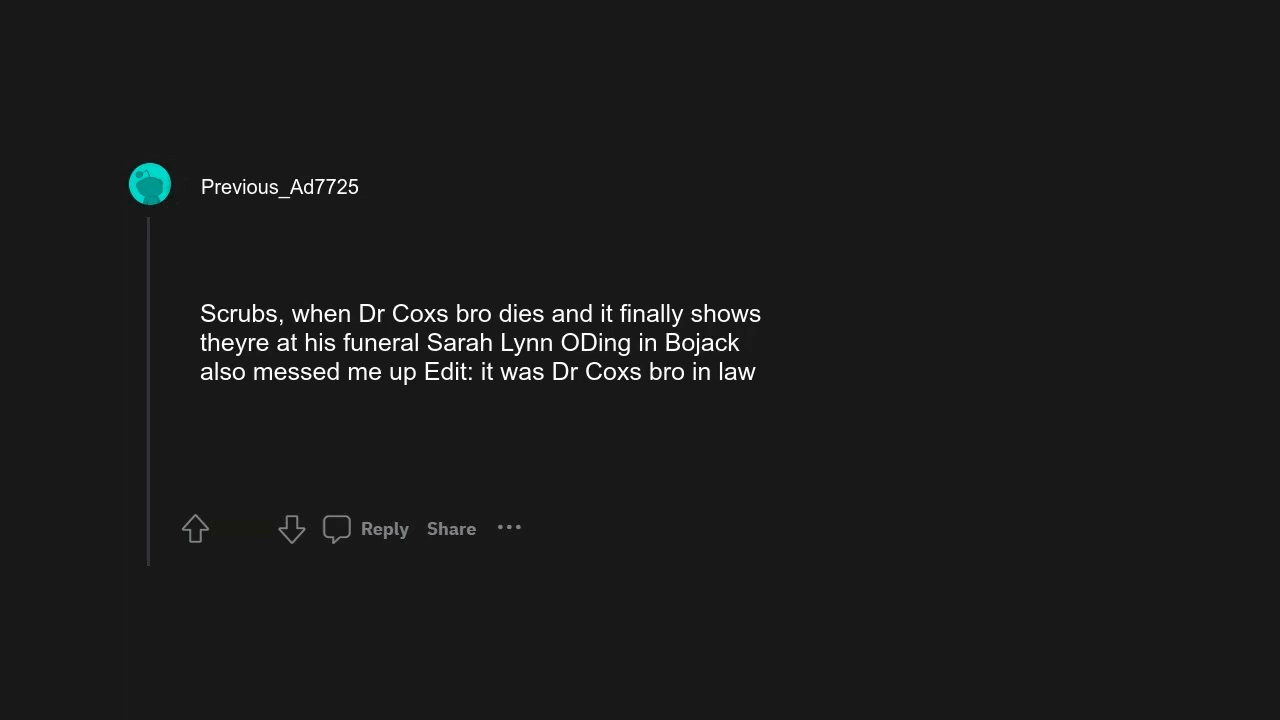 Previous_Ad7725
Scrubs, when Dr Coxs bro dies and it finally shows
theyre at his funeral Sarah Lynn ODing in Bojack
also messed me up Edit: it was Dr Coxs bro in law
Reply Share